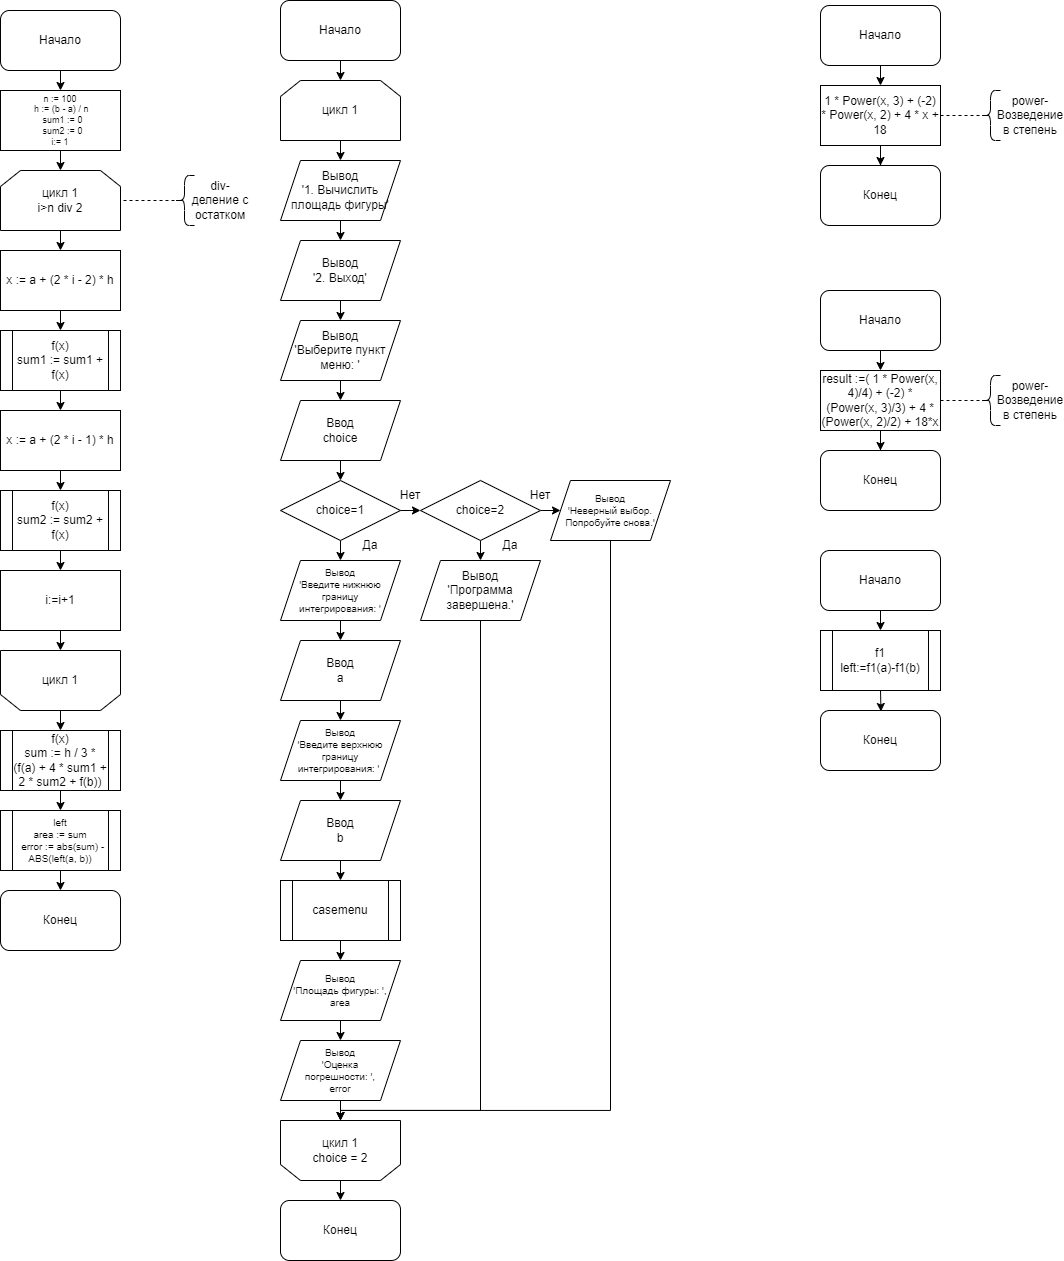 Начало
n := 100
h := (b - a) / n
sum1 := 0
sum2 := 0
i:= 1
цикл 1
i>n div 2
div-
деление с
остатком
x := a + (2 * i - 2) * h
f(x)
sum1 := sum1 +
f(x)
x := a + (2 * i - 1) * h
f(x)
sum2 := sum2 +
f(x)
i:=i+1
цикл 1
f(x)
sum := h / 3 *
(f(a) + 4 * sum1 +
2 * sum2 + f(b))
left
area := sum
error := abs(sum) -
ABS(left(a, b))
Конец
Начало
цикл 1
Вывод
'1. Вычислить
площадь фигуры'
Вывод
'2. Выход'
Вывод
'Выберите пункт
меню: '
Ввод
choice
choice=1
Нет
Да
choice=2
Нет
Да
Вывод
'Неверный выбор.
Попробуйте снова.'
Вывод
'Введите нижнюю
границу
интегрирования: '
Вывод
'Программа
завершена.'
Ввод
a
Вывод
'Введите верхнюю
границу
интегрирования: '
Ввод
b
casemenu
Вывод
'Площадь фигуры: ',
area
Вывод
'Оценка
погрешности: ',
error
цкил 1
choice = 2
Конец
Начало
1 * Power(x, 3) + (-2)
* Power(x, 2) + 4 * x +
18
power-
Возведение
в степень
Конец
Начало
result :=( 1 * Power(x,
4)/4) + (-2) *
(Power(x, 3)/3) + 4 *
(Power(x, 2)/2) + 18*x
power-
Возведение
в степень
Конец
Начало
f1
left:=f1(a)-f1(b)
Конец